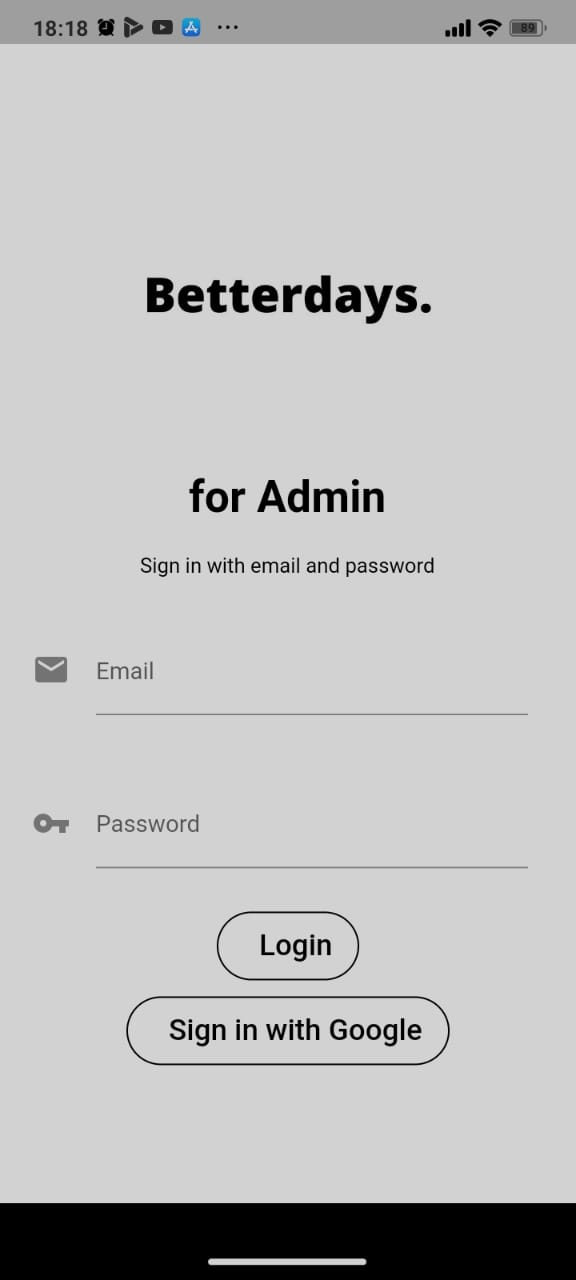 18:18
89
Betterdays.
for Admin
Sign in with email and password
Email
Password
Login
Sign in with Google